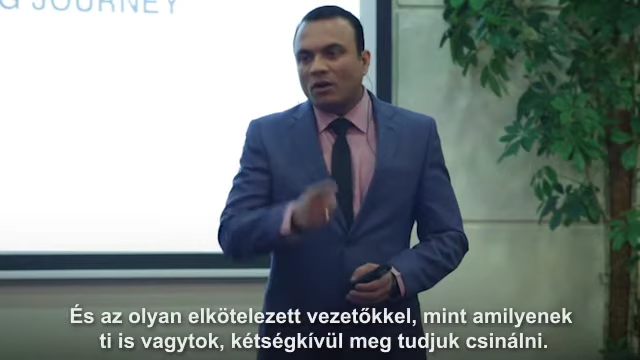 G JOURNEY
És az olyan elkötelezett vezetőkkel, mint amilyenek
ti is vagytok, kétségkívül meg tudjuk csinálni.